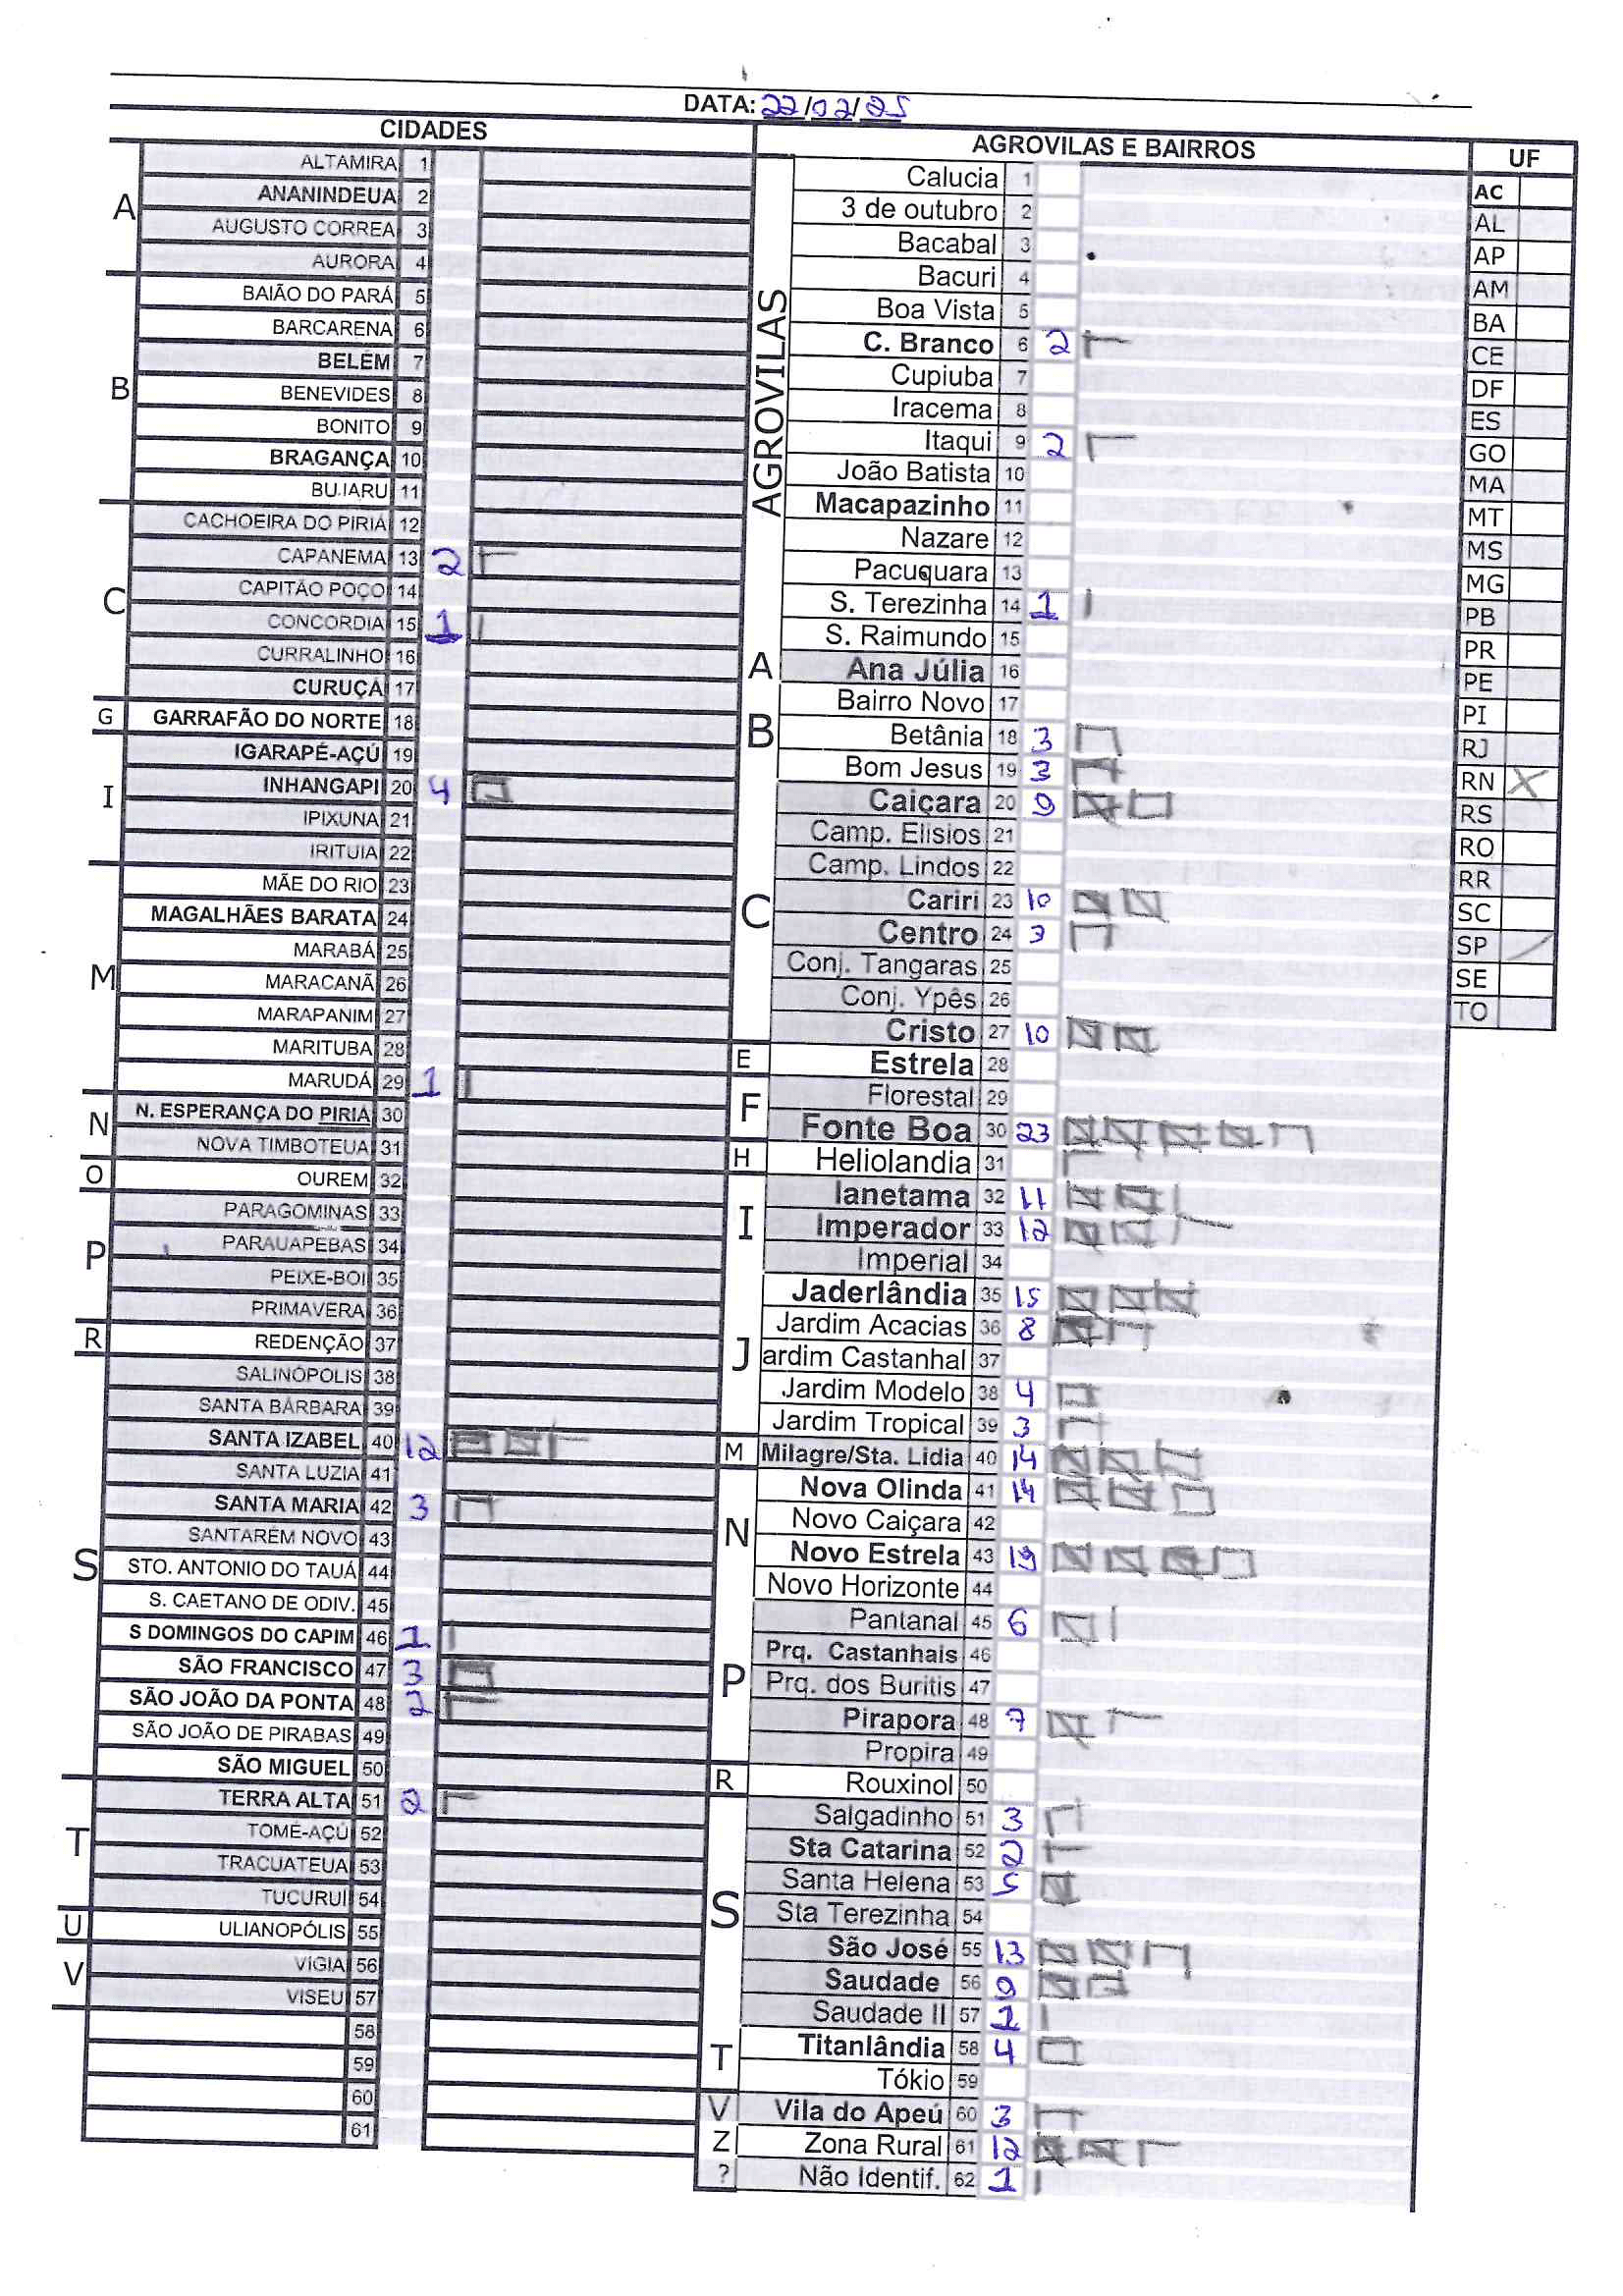 DATA: 22/02/25
CIDADES
A
ALTAMIRA 1
ANANINDEUA 2
AUGUSTO CORREA 3
AURORA 4
B
BAIÃO DO PARÁ 5
BARCARENA 6
BELÉM 7
BENEVIDES 8
BONITO 9
BRAGANÇA 10
BUJARU 11
C
CACHOEIRA DO PIRIÁ 12
CAPANEMA 13 2
CAPITÃO POÇO 14
CONCORDIA 15 1
CURRALINHO 16
CURUÇÁ 17
G
GARRAFÃO DO NORTE 18
I
IGARAPÉ-AÇÚ 19
INHANGAPI 20 4
IPIXUNA 21
IRITUIA 22
M
MÃE DO RIO 23
MAGALHÃES BARATA 24
MARABÁ 25
MARACANÃ 26
MARAPANIM 27
MARITUBA 28
MARUDÁ 29 1
N
N. ESPERANÇA DO PIRIA 30
NOVA TIMBOTEUA 31
O
OUREM 32
P
PARAGOMINAS 33
PARAUAPEBAS 34
PEIXE-BOI 35
PRIMAVERA 36
R
REDENÇÃO 37
S
SALINÓPOLIS 38
SANTA BÁRBARA 39
SANTA IZABEL 40 12
SANTA LUZIA 41
SANTA MARIA 42 3
SANTARÉM NOVO 43
STO. ANTONIO DO TAUÁ 44
S. CAETANO DE ODIV. 45
S DOMINGOS DO CAPIM 46 1
SÃO FRANCISCO 47 3
SÃO JOÃO DA PONTA 48 2
SÃO JOÃO DE PIRABAS 49
SÃO MIGUEL 50
T
TERRA ALTA 51 2
TOMÉ-AÇÚ 52
TRACUATEUA 53
TUCURUÍ 54
U
ULIANOPÓLIS 55
V
VIGIA 56
VISEU 57
58
59
60
61
AGROVILAS E BAIRROS
AGROVILAS
Calucia 1
3 de outubro 2
Bacabal 3
Bacuri 4
Boa Vista 5
C. Branco 6 2
Cupiuba 7
Iracema 8
Itaqui 9 2
João Batista 10
Macapazinho 11
Nazare 12
Pacuquara 13
S. Terezinha 14 1
S. Raimundo 15
A
Ana Júlia 16
B
Bairro Novo 17
Betânia 18 3
Bom Jesus 19 3
C
Caiçara 20 9
Camp. Elisios 21
Camp. Lindos 22
Cariri 23 10
Centro 24 3
Conj. Tangaras 25
Conj. Ypês 26
Cristo 27 10
E
Estrela 28
F
Florestal 29
Fonte Boa 30 23
H
Heliolandia 31
I
Ianetama 32 11
Imperador 33 12
Imperial 34
J
Jaderlândia 35 15
Jardim Acacias 36 8
ardim Castanhal 37
Jardim Modelo 38 4
Jardim Tropical 39 3
M
Milagre/Sta. Lidia 40 14
N
Nova Olinda 41 14
Novo Caiçara 42
Novo Estrela 43 19
Novo Horizonte 44
P
Pantanal 45 6
Prq. Castanhais 46
Prq. dos Buritis 47
Pirapora 48 7
Propira 49
R
Rouxinol 50
S
Salgadinho 51 3
Sta Catarina 52 2
Santa Helena 53 5
Sta Terezinha 54
São José 55 13
Saudade 56 9
Saudade II 57 1
T
Titanlândia 58 4
Tókio 59
V
Vila do Apeú 60 3
Z
Zona Rural 61 12
?
Não Identif. 62 1
UF
AC
AL
AP
AM
BA
CE
DF
ES
GO
MA
MT
MS
MG
PB
PR
PE
PI
RJ
RN X
RS
RO
RR
SC
SP /
SE
TO